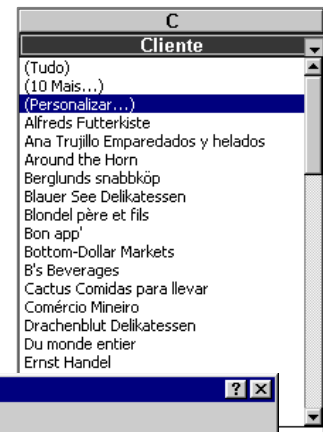 C
Cliente
(Tudo)
(10 Mais...)
(Personalizar...)
Alfreds Futterkiste
Ana Trujillo Emparedados y helados
Around the Horn
Berglunds snabbköp
Blauer See Delikatessen
Blondel père et fils
Bon app'
Bottom-Dollar Markets
B's Beverages
Cactus Comidas para llevar
Comércio Mineiro
Drachenblut Delikatessen
Du monde entier
Ernst Handel
?